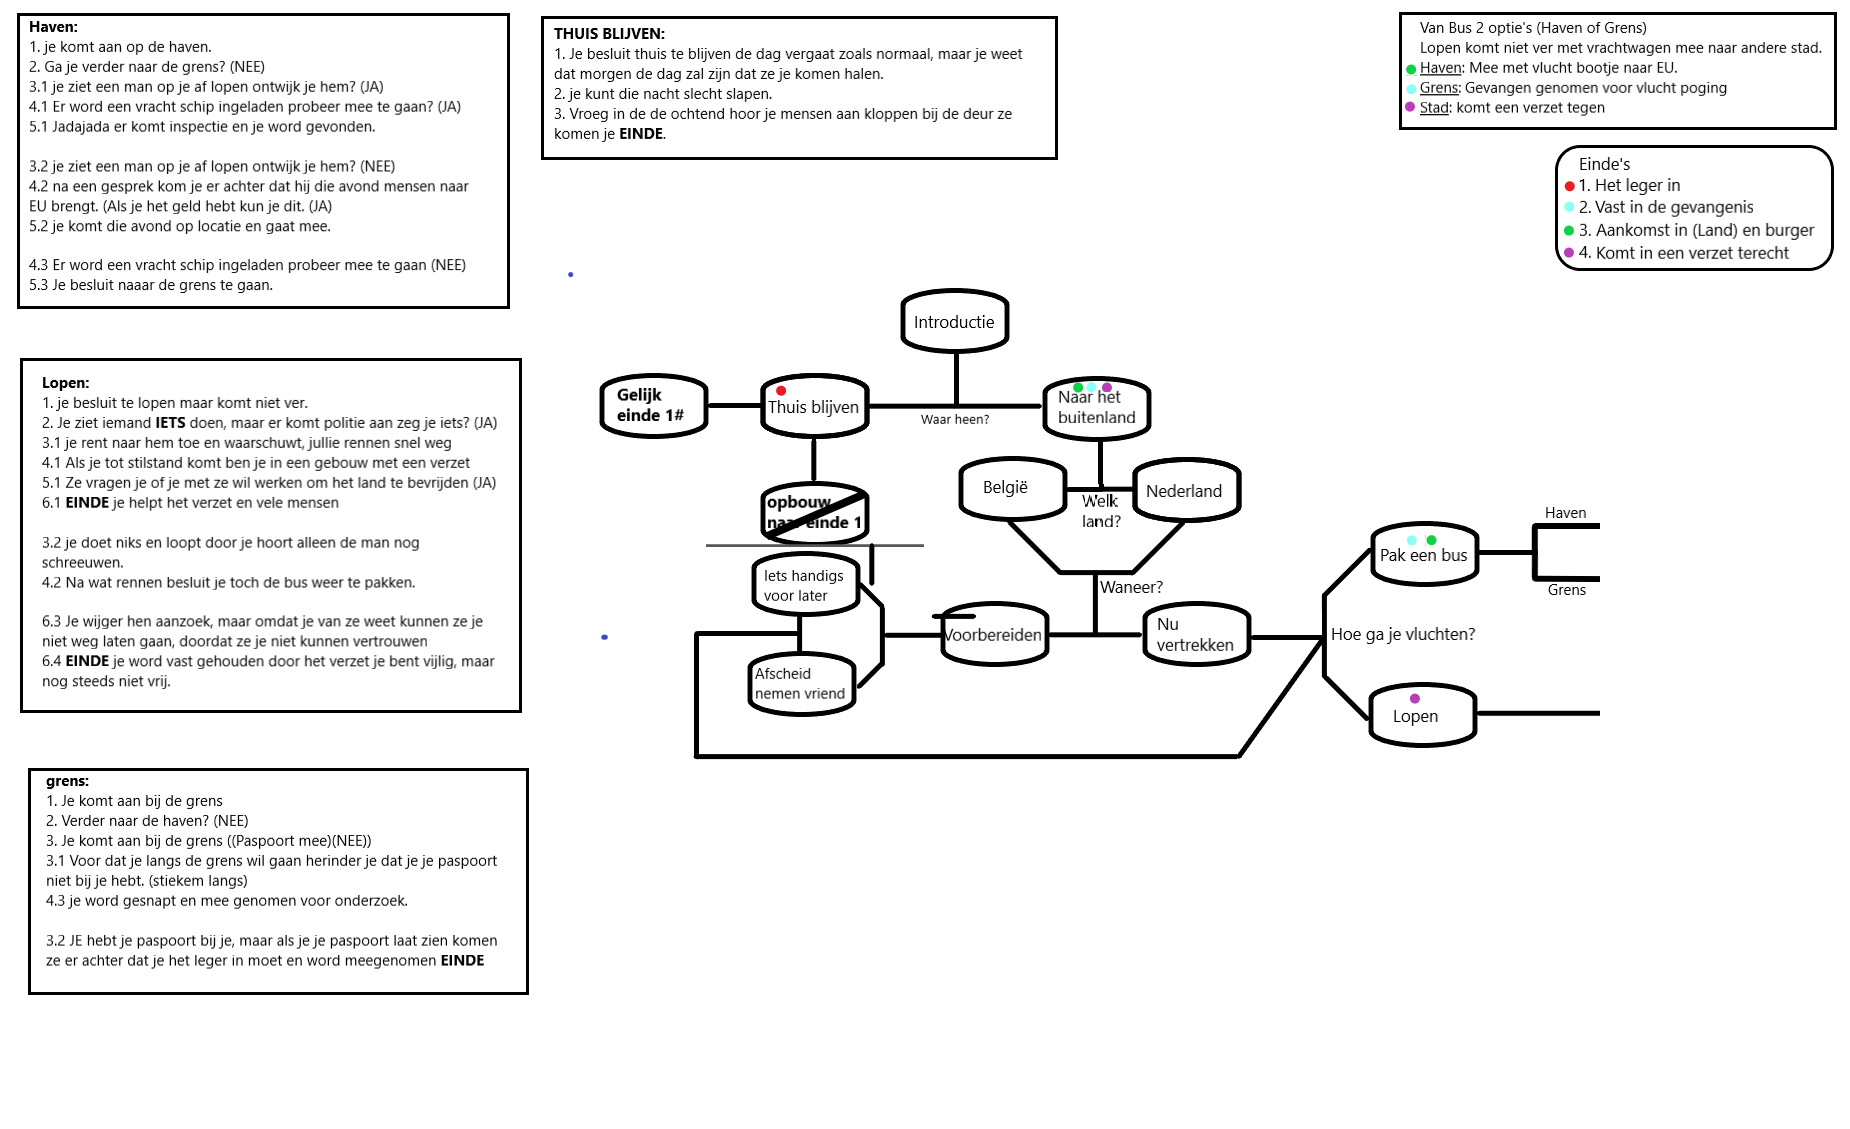 Haven:
1. je komt aan op de haven.
2. Ga je verder naar de grens? (NEE)
3.1 je ziet een man op je af lopen ontwijk je hem? (JA)
4.1 Er word een vracht schip ingeladen probeer mee te gaan? (JA)
5.1 Jadajada er komt inspectie en je word gevonden.
3.2 je ziet een man op je af lopen ontwijk je hem? (NEE)
4.2 na een gesprek kom je er achter dat hij die avond mensen naar
EU brengt. (Als je het geld hebt kun je dit. (JA)
5.2 je komt die avond op locatie en gaat mee.
4.3 Er word een vracht schip ingeladen probeer mee te gaan (NEE)
5.3 Je besluit naaar de grens te gaan.
THUIS BLIJVEN:
1. Je besluit thuis te blijven de dag vergaat zoals normaal, maar je weet
dat morgen de dag zal zijn dat ze je komen halen.
2. je kunt die nacht slecht slapen.
3. Vroeg in de de ochtend hoor je mensen aan kloppen bij de deur ze
komen je EINDE.
Van Bus 2 optie's (Haven of Grens)
Lopen komt niet ver met vrachtwagen mee naar andere stad.
Haven: Mee met vlucht bootje naar EU.
Grens: Gevangen genomen voor vlucht poging
Stad: komt een verzet tegen
Einde's
1. Het leger in
2. Vast in de gevangenis
3. Aankomst in (Land) en burger
4. Komt in een verzet terecht
Lopen:
1. je besluit te lopen maar komt niet ver.
2. Je ziet iemand IETS doen, maar er komt politie aan zeg je iets? (JA)
3.1 je rent naar hem toe en waarschuwt, jullie rennen snel weg
4.1 Als je tot stilstand komt ben je in een gebouw met een verzet
5.1 Ze vragen je of je met ze wil werken om het land te bevrijden (JA)
6.1 EINDE je helpt het verzet en vele mensen
3.2 je doet niks en loopt door je hoort alleen de man nog
schreeuwen.
4.2 Na wat rennen besluit je toch de bus weer te pakken.
6.3 Je wijger hen aanzoek, maar omdat je van ze weet kunnen ze je
niet weg laten gaan, doordat ze je niet kunnen vertrouwen
6.4 EINDE je word vast gehouden door het verzet je bent vijlig, maar
nog steeds niet vrij.
grens:
1. Je komt aan bij de grens
2. Verder naar de haven? (NEE)
3. Je komt aan bij de grens ((Paspoort mee)(NEE))
3.1 Voor dat je langs de grens wil gaan herinder je dat je je paspoort
niet bij je hebt. (stiekem langs)
4.3 je word gesnapt en mee genomen voor onderzoek.
3.2 JE hebt je paspoort bij je, maar als je je paspoort laat zien komen
ze er achter dat je het leger in moet en word meegenomen EINDE
Introductie
Gelijk
einde 1#
Thuis blijven
Waar heen?
Naar het
buitenland
opbouw
naar einde 1
België
Welk
land?
Nederland
Iets handigs
voor later
Afscheid
nemen vriend
Voorbereiden
Waneer?
Nu
vertrekken
Hoe ga je vluchten?
Pak een bus
Haven
Grens
Lopen